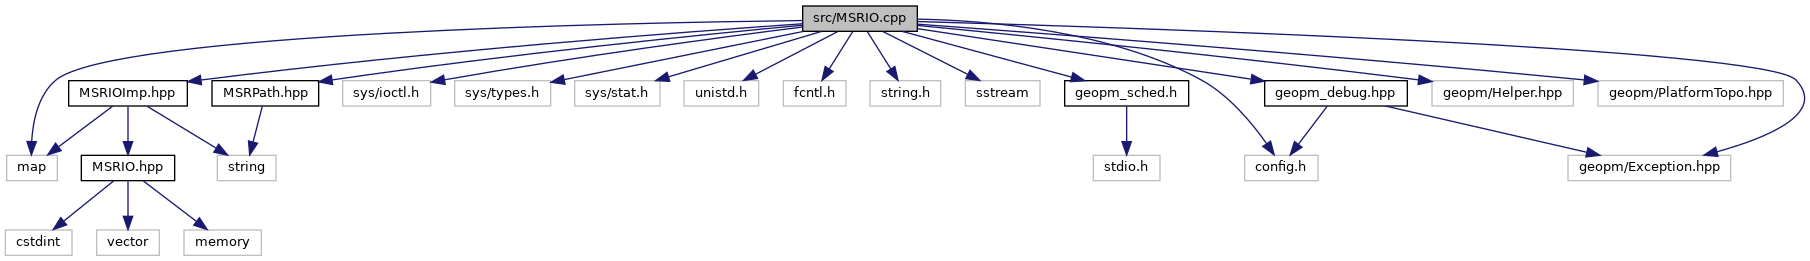 src/MSRIO.cpp
MSRIOImp.hpp
MSRPath.hpp
sys/ioctl.h
sys/types.h
sys/stat.h
unistd.h
fcntl.h
string.h
sstream
geopm_sched.h
geopm_debug.hpp
geopm/Helper.hpp
geopm/PlatformTopo.hpp
map
MSRIO.hpp
string
stdio.h
config.h
geopm/Exception.hpp
cstdint
vector
memory